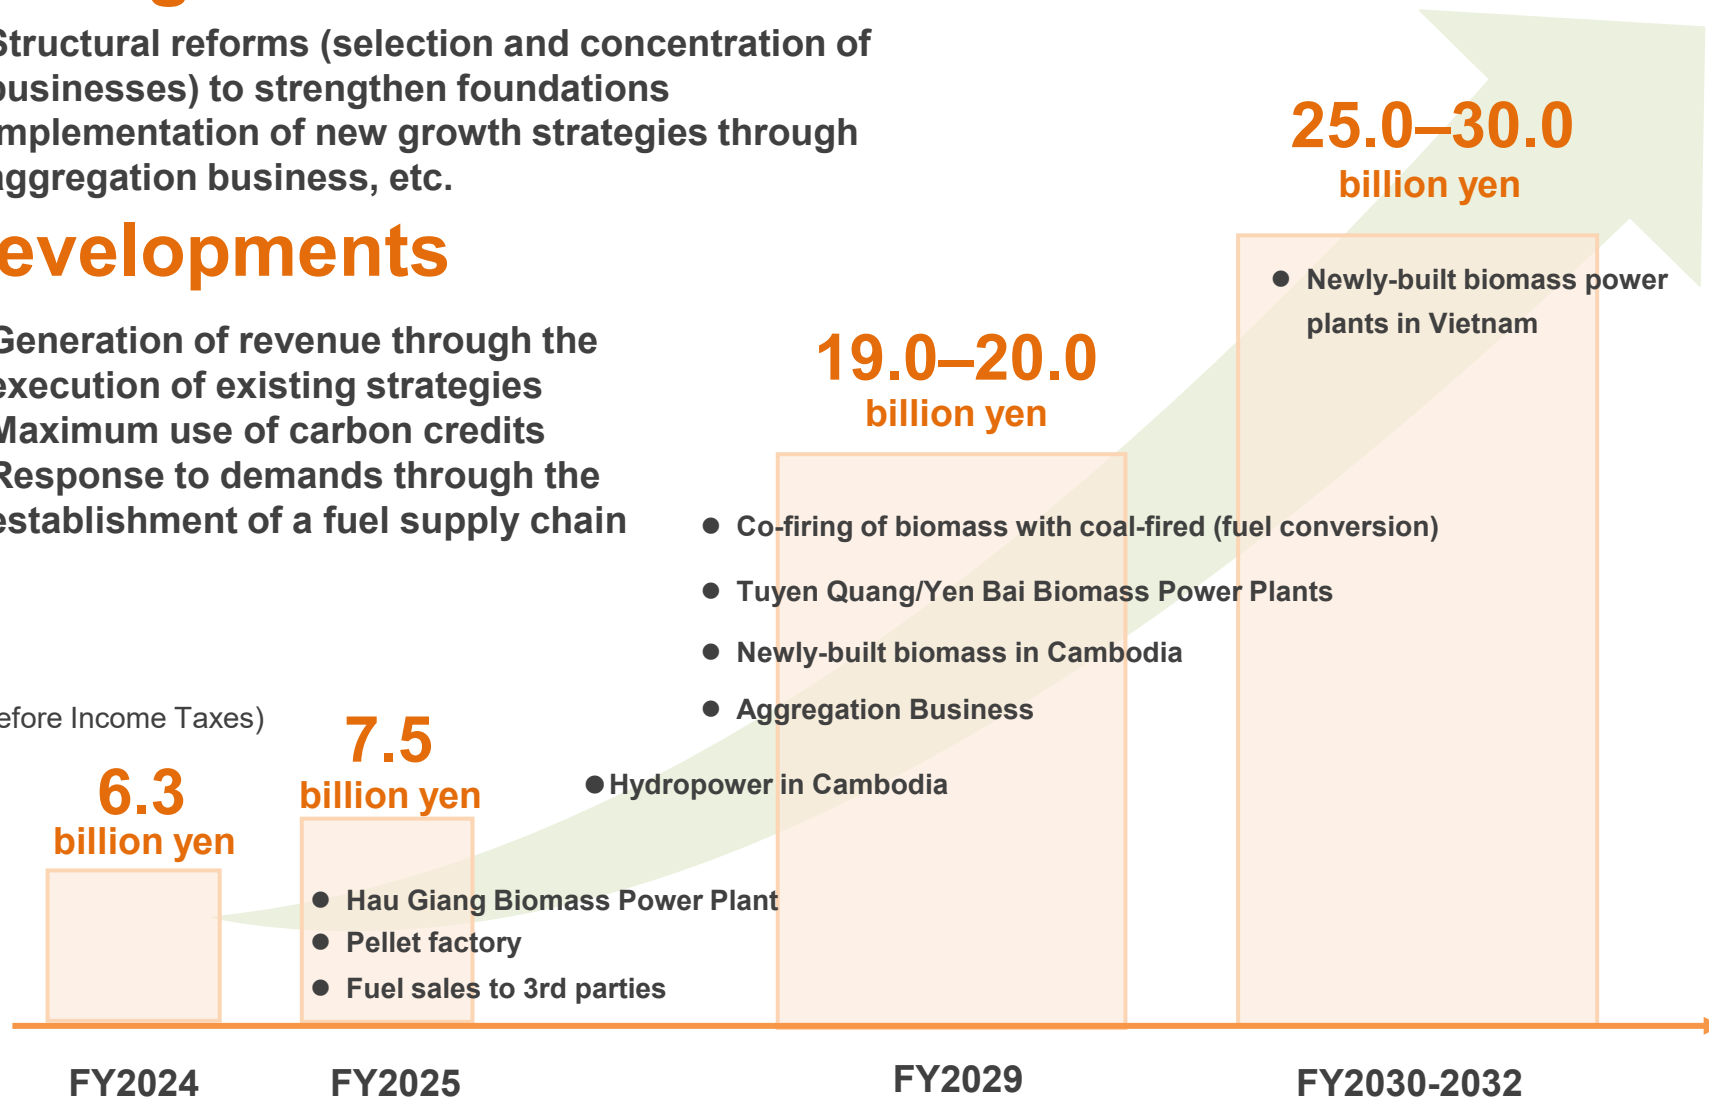 Structural reforms (selection and concentration of
businesses) to strengthen foundations
Implementation of new growth strategies through
aggregation business, etc.
evelopments
Generation of revenue through the
execution of existing strategies
Maximum use of carbon credits
Response to demands through the
establishment of a fuel supply chain
efore Income Taxes)
6.3
billion yen
7.5
billion yen
19.0–20.0
billion yen
25.0–30.0
billion yen
● Newly-built biomass power
plants in Vietnam
● Co-firing of biomass with coal-fired (fuel conversion)
● Tuyen Quang/Yen Bai Biomass Power Plants
● Newly-built biomass in Cambodia
● Aggregation Business
● Hydropower in Cambodia
● Hau Giang Biomass Power Plant
● Pellet factory
● Fuel sales to 3rd parties
FY2024
FY2025
FY2029
FY2030-2032